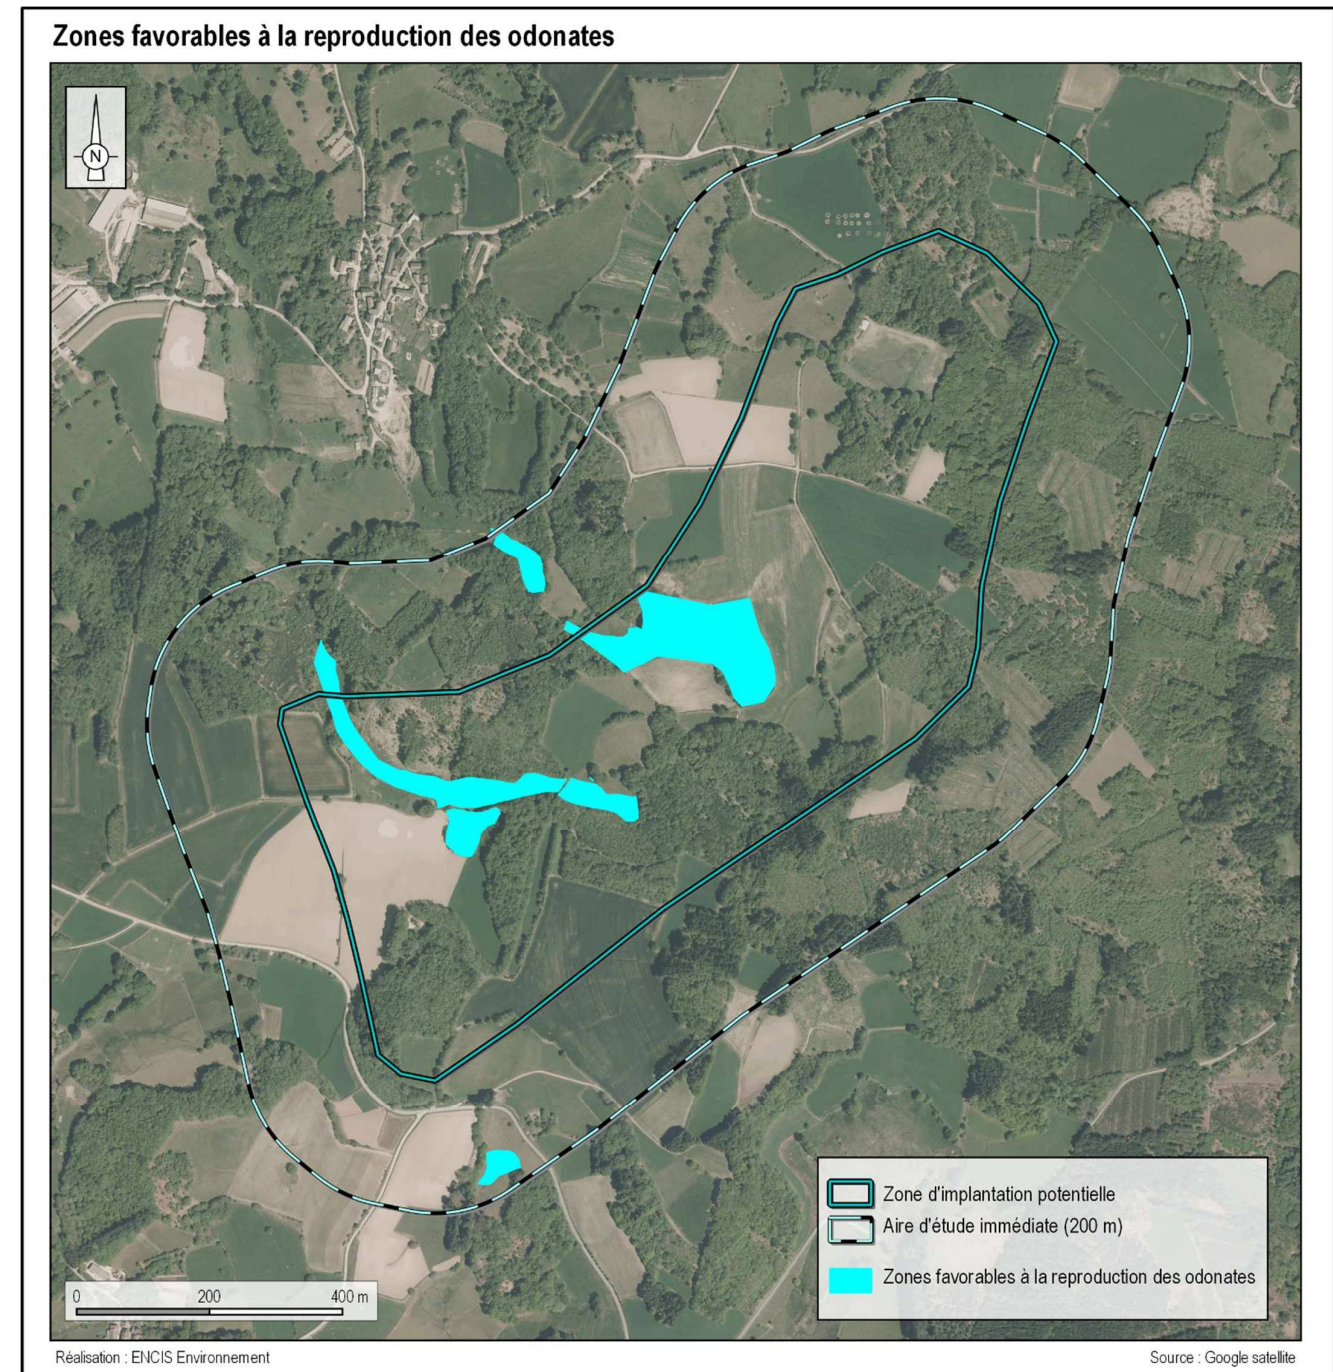 Zones favorables à la reproduction des odonates
N
Zone d'implantation potentielle
Aire d'étude immédiate (200 m)
Zones favorables à la reproduction des odonates
0 200 400 m
Réalisation : ENCIS Environnement
Source : Google satellite